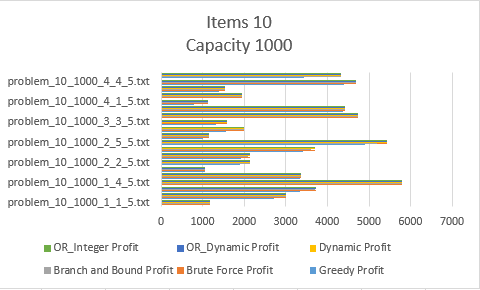 Items 10
Capacity 1000
problem_10_1000_4_4_5.txt
problem_10_1000_4_1_5.txt
problem_10_1000_3_3_5.txt
problem_10_1000_2_5_5.txt
problem_10_1000_2_2_5.txt
problem_10_1000_1_4_5.txt
problem_10_1000_1_1_5.txt
0 1000 2000 3000 4000 5000 6000 7000
OR_Integer Profit OR_Dynamic Profit Dynamic Profit
Branch and Bound Profit Brute Force Profit Greedy Profit